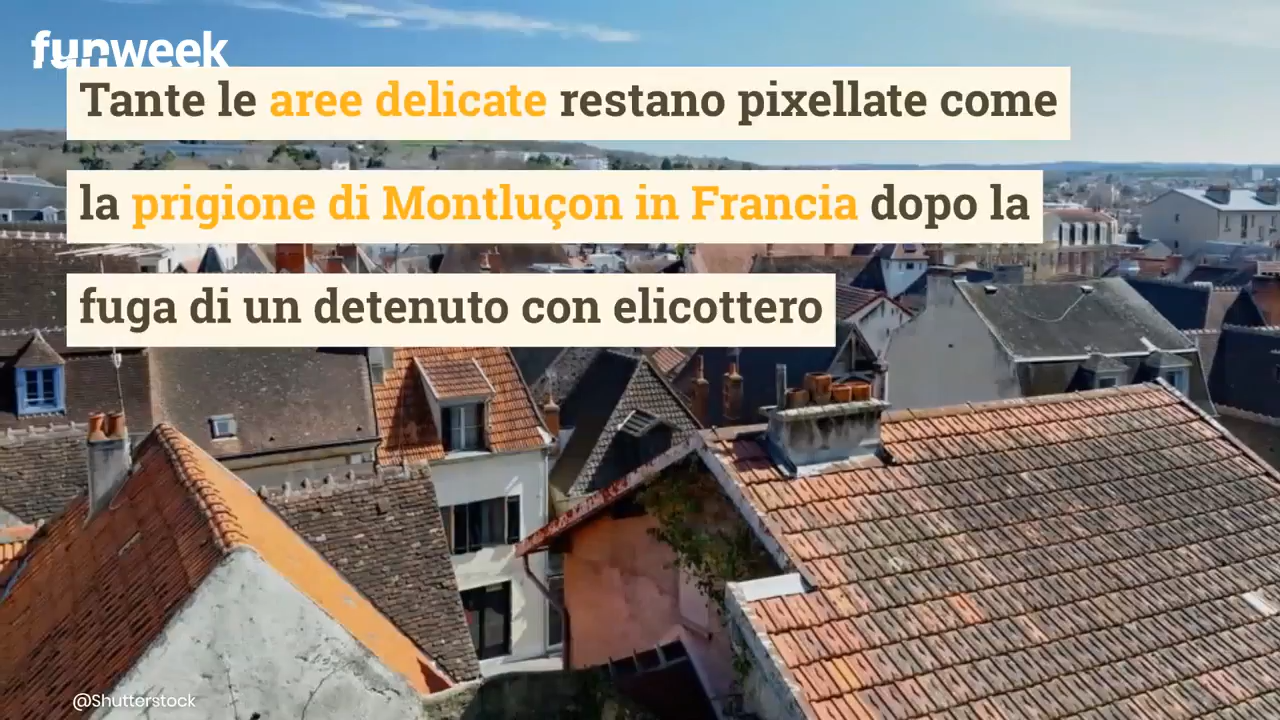 funweek
Tante le aree delicate restano pixellate come
la prigione di Montluçon in Francia dopo la
fuga di un detenuto con elicottero
@Shutterstock